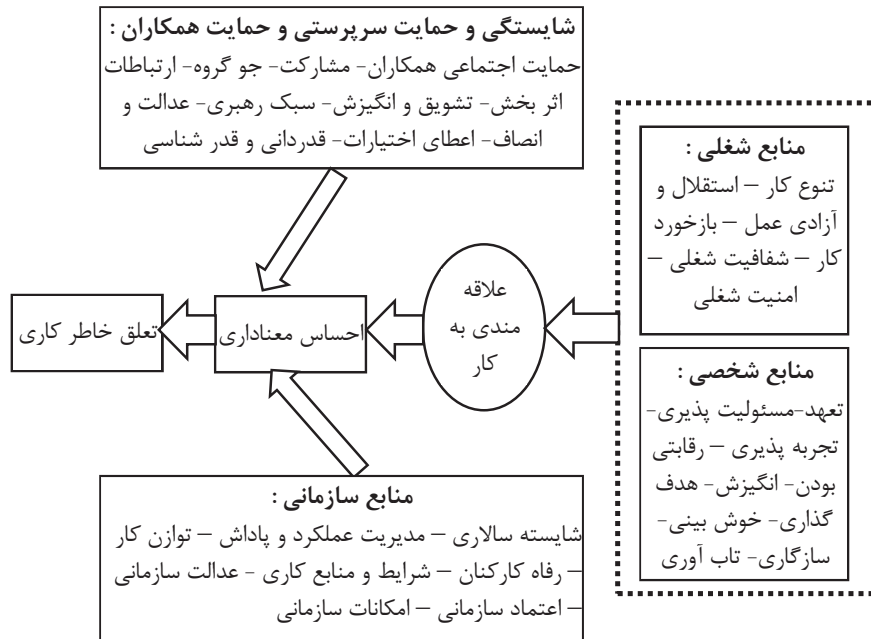 شایستگی و حمایت سرپرستی و حمایت همکاران :
حمایت اجتماعی همکاران- مشارکت- جو گروه- ارتباطات
اثر بخش- تشویق و انگیزش- سبک رهبری- عدالت و
انصاف- اعطای اختیارات- قدردانی و قدر شناسی
منابع شغلی :
تنوع کار – استقلال و
آزادی عمل – بازخورد
کار – شفافیت شغلی –
امنیت شغلی
علاقه
مندی به
کار
احساس معناداری
تعلق خاطر کاری
منابع شخصی :
تعهد-مسئولیت پذیری-
تجربه پذیری – رقابتی
بودن- انگیزش- هدف
گذاری- خوش بینی-
سازگاری- تاب آوری
منابع سازمانی :
شایسته سالاری – مدیریت عملکرد و پاداش – توازن کار
– رفاه کارکنان – شرایط و منابع کاری - عدالت سازمانی
– اعتماد سازمانی – امکانات سازمانی